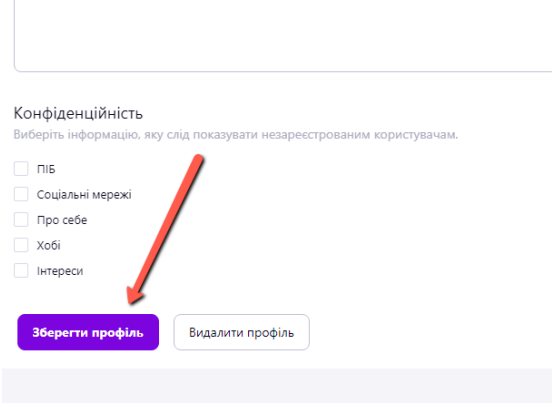 Конфіденційність
Виберіть інформацію, яку слід показувати незареєстрованим користувачам.
ПІБ
Соціальні мережі
Про себе
Хобі
Інтереси
Зберегти профіль
Видалити профіль